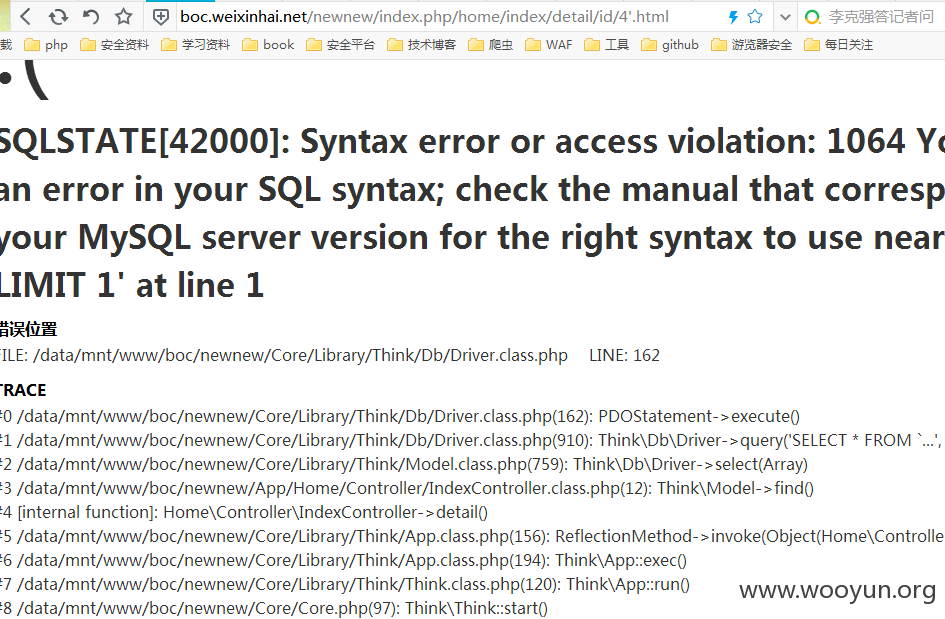 boc.weixinhai.net/newnew/index.php/home/index/detail/id/4'.html 李克强答记者问
载 php 安全资料 学习资料 book 安全平台 技术博客 爬虫 WAF 工具 github 游览器安全 每日关注
:(
SQLSTATE[42000]: Syntax error or access violation: 1064 Yo
an error in your SQL syntax; check the manual that corresp
your MySQL server version for the right syntax to use near
LIMIT 1' at line 1
错误位置
FILE: /data/mnt/www/boc/newnew/Core/Library/Think/Db/Driver.class.php LINE: 162
TRACE
#0 /data/mnt/www/boc/newnew/Core/Library/Think/Db/Driver.class.php(162): PDOStatement->execute()
#1 /data/mnt/www/boc/newnew/Core/Library/Think/Db/Driver.class.php(910): Think\Db\Driver->query('SELECT * FROM `...',
#2 /data/mnt/www/boc/newnew/Core/Library/Think/Model.class.php(759): Think\Db\Driver->select(Array)
#3 /data/mnt/www/boc/newnew/App/Home/Controller/IndexController.class.php(12): Think\Model->find()
#4 [internal function]: Home\Controller\IndexController->detail()
#5 /data/mnt/www/boc/newnew/Core/Library/Think/App.class.php(156): ReflectionMethod->invoke(Object(Home\Controlle
#6 /data/mnt/www/boc/newnew/Core/Library/Think/App.class.php(194): Think\App::exec()
#7 /data/mnt/www/boc/newnew/Core/Library/Think/Think.class.php(120): Think\App::run()
#8 /data/mnt/www/boc/newnew/Core/Core.php(97): Think\Think::start()
www.wooyun.org